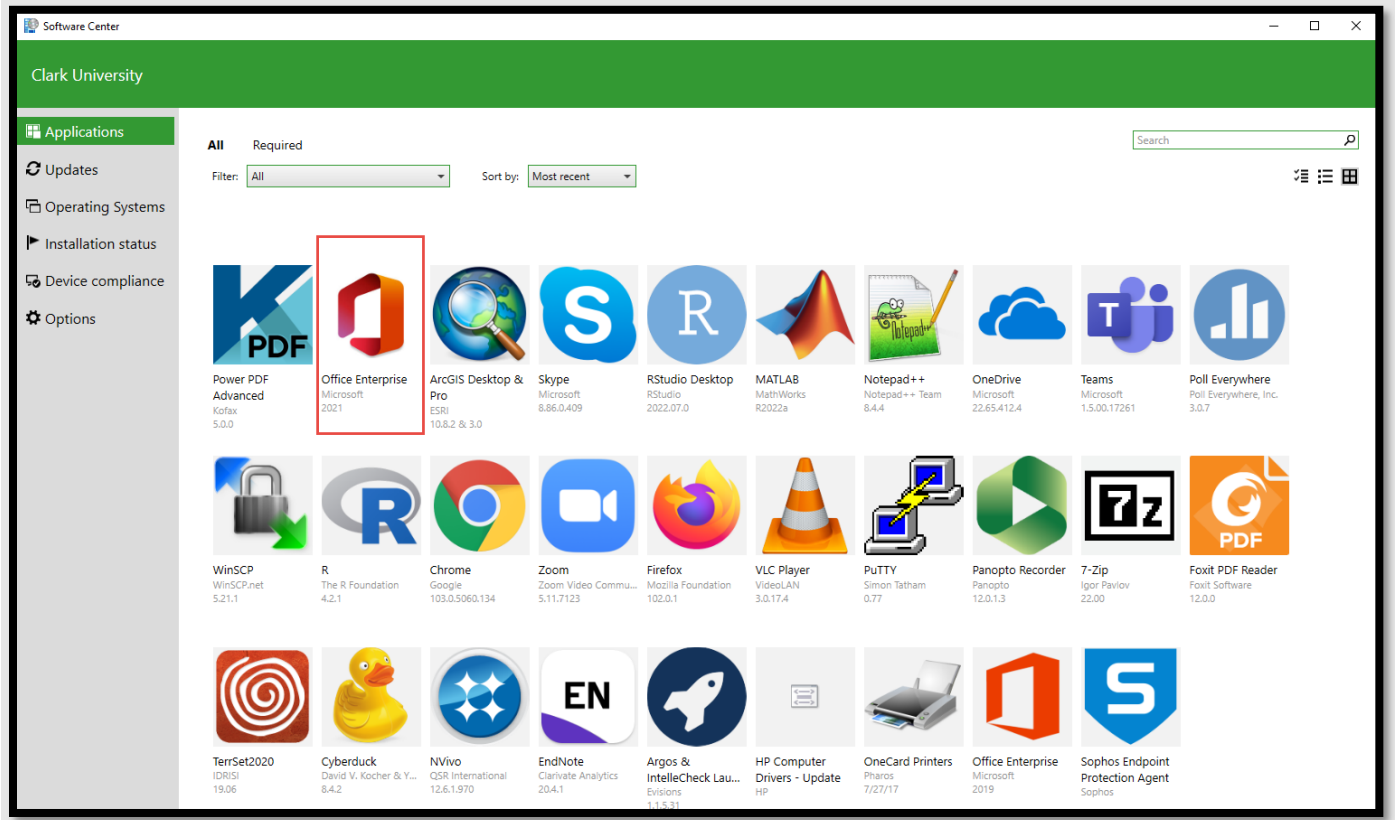 Software Center
Clark University
Applications
Updates
Operating Systems
Installation status
Device compliance
Options
All
Required
Search
Filter:
All
Sort by:
Most recent
PDF
T
S
R
Notepad++
Power PDF
Advanced
Kofax
5.0.0
Office Enterprise
Microsoft
2021
ArcGIS Desktop &
Pro
ESRI
10.8.2 & 3.0
Skype
Microsoft
8.86.0.409
RStudio Desktop
RStudio
2022.07.0
MATLAB
MathWorks
R2022a
Notepad++
Notepad++ Team
8.4.4
OneDrive
Microsoft
22.65.412.4
Teams
Microsoft
1.5.00.17261
Poll Everywhere
Poll Everywhere, Inc.
3.0.7
R
7z
PDF
WinSCP
WinSCP.net
5.21.1
R
The R Foundation
4.2.1
Chrome
Google
103.0.5060.134
Zoom
Zoom Video Commu...
5.11.7123
Firefox
Mozilla Foundation
102.0.1
VLC Player
VideoLAN
3.0.17.4
PuTTY
Simon Tatham
0.77
Panopto Recorder
Panopto
12.0.1.3
7-Zip
Igor Pavlov
22.00
Foxit PDF Reader
Foxit Software
12.0.0
EN
S
TerrSet2020
IDRISI
19.06
Cyberduck
David V. Kocher & Y...
8.4.2
NVivo
QSR International
12.6.1.970
EndNote
Clarivate Analytics
20.4.1
Argos &
IntelleCheck Lau...
Evisions
1.1.5.31
HP Computer
Drivers - Update
HP
OneCard Printers
Pharos
7/27/17
Office Enterprise
Microsoft
2019
Sophos Endpoint
Protection Agent
Sophos